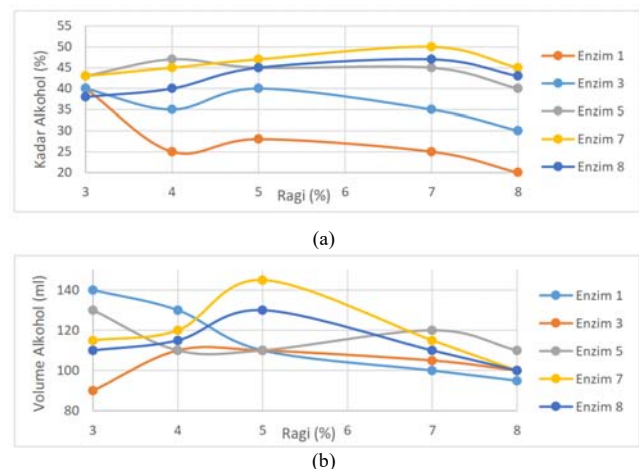 55
50
45
40
35
30
25
20
Kadar Alkohol (%)
3 4 5 6 7 8
Ragi (%)
Enzim 1
Enzim 3
Enzim 5
Enzim 7
Enzim 8
(a)
140
120
100
80
Volume Alkohol (ml)
3 4 5 6 7 8
Ragi (%)
Enzim 1
Enzim 3
Enzim 5
Enzim 7
Enzim 8
(b)